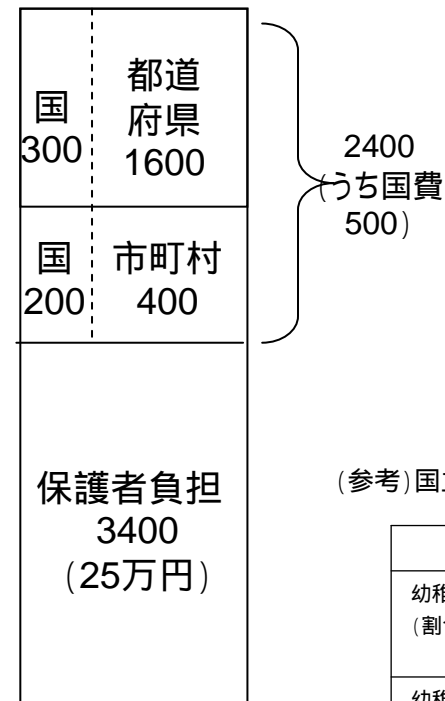 国
300
都道
府県
1600
国
200
市町村
400
2400
(うち国費
500)
保護者負担
3400
(25万円)
(参考)国
幼稚
(割
幼稚